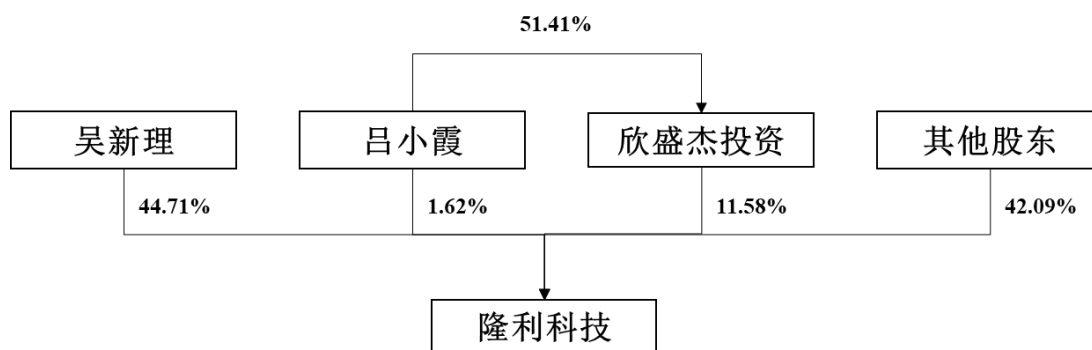 51.41%
吴新理
吕小霞
欣盛杰投资
其他股东
44.71%
1.62%
11.58%
42.09%
隆利科技